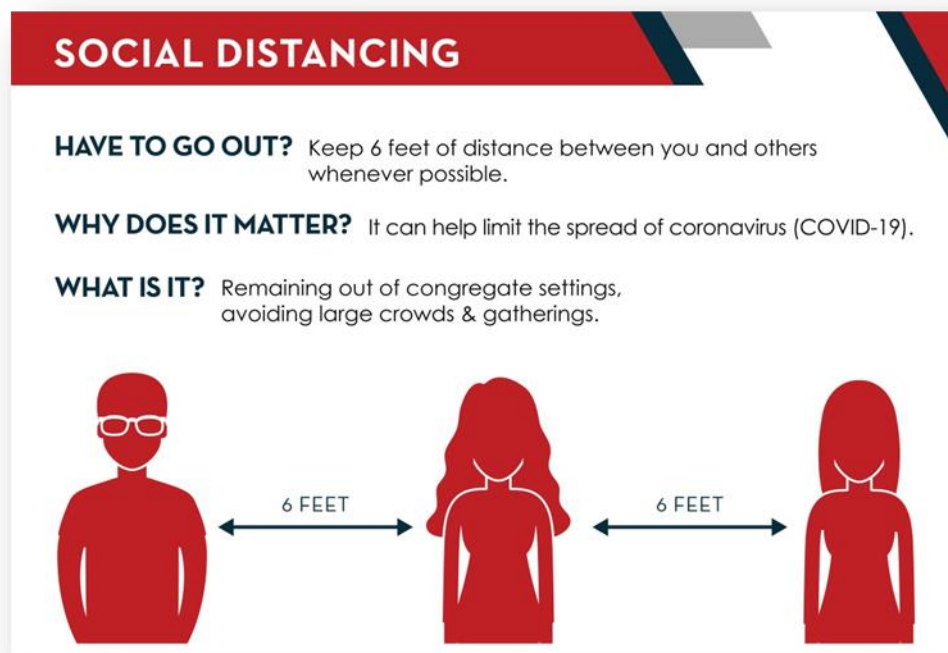 SOCIAL DISTANCING
HAVE TO GO OUT? Keep 6 feet of distance between you and others
whenever possible.
WHY DOES IT MATTER? It can help limit the spread of coronavirus (COVID-19).
WHAT IS IT? Remaining out of congregate settings,
avoiding large crowds & gatherings.
6 FEET 6 FEET